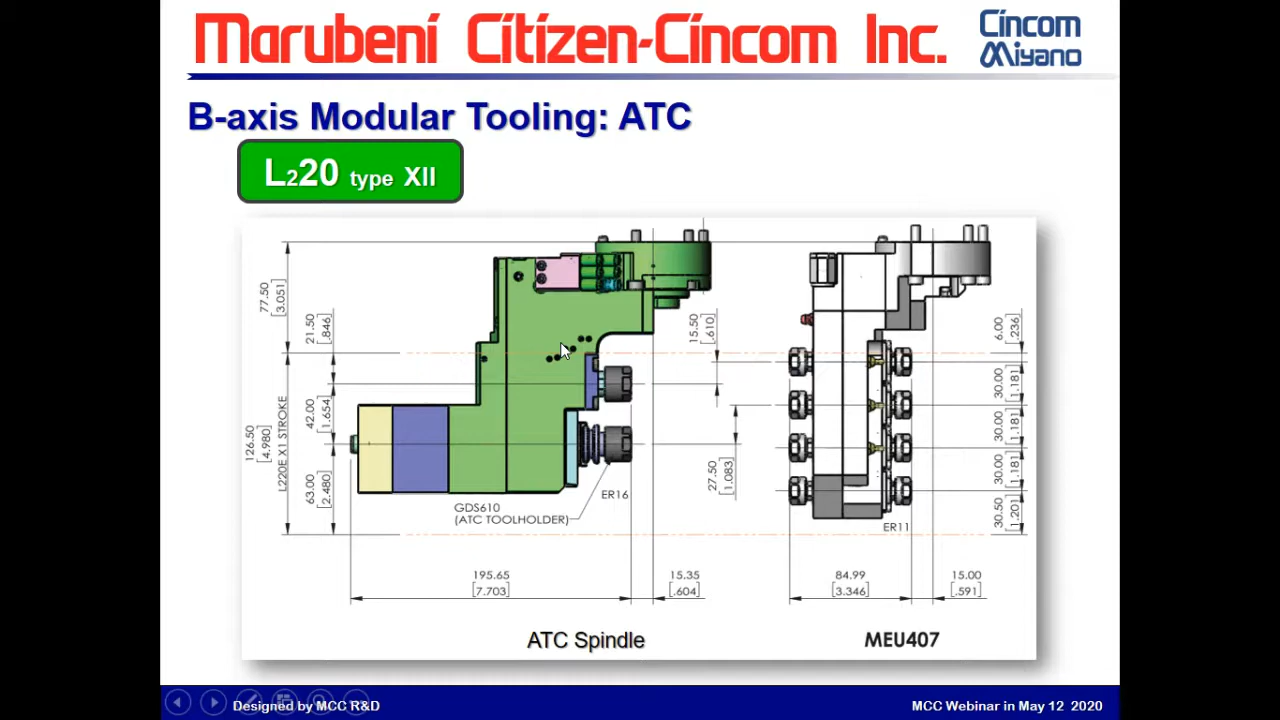 Marubeni Citizen-Cincom Inc.
Cincom
Miyano
B-axis Modular Tooling: ATC
L220 type XII
77.50
[3.051]
21.50
[.846]
126.50
[4.980]
L220E X1 STROKE
42.00
[1.654]
63.00
[2.480]
15.50
[.610]
27.50
[1.083]
6.00
[.236]
30.00
[1.181]
30.00
[1.181]
30.00
[1.181]
30.50
[1.201]
ER16
GDS610
(ATC TOOLHOLDER)
ER11
195.65
[7.703]
15.35
[.604]
84.99
[3.346]
15.00
[.591]
ATC Spindle
MEU407
Designed by MCC R&D
MCC Webinar in May 12 2020